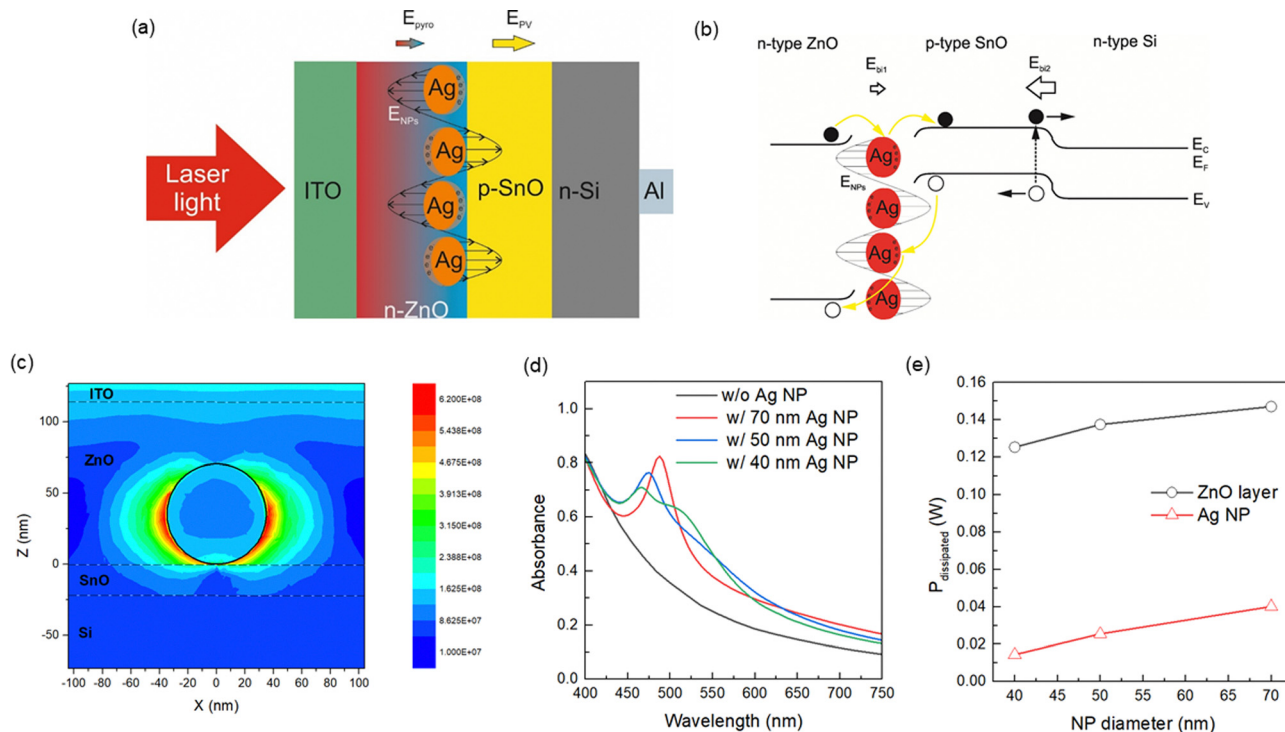 (a)
E_pyro
E_PV
Laser
light
ITO
E_NPs
Ag
Ag
Ag
Ag
n-ZnO
p-SnO
n-Si
Al
(b)
n-type ZnO
p-type SnO
n-type Si
E_bi1
E_bi2
E_NPs
Ag
Ag
Ag
Ag
E_C
E_F
E_V
(c)
ITO
ZnO
SnO
Si
100
50
0
-50
Z (nm)
-100 -80 -60 -40 -20 0 20 40 60 80 100
X (nm)
6.200E+08
5.438E+08
4.675E+08
3.913E+08
3.150E+08
2.388E+08
1.625E+08
8.625E+07
1.000E+07
(d)
w/o Ag NP
w/ 70 nm Ag NP
w/ 50 nm Ag NP
w/ 40 nm Ag NP
1.0
0.8
0.6
0.4
0.2
0.0
Absorbance
400 450 500 550 600 650 700 750
Wavelength (nm)
(e)
0.16
0.14
0.12
0.10
0.08
0.06
0.04
0.02
0.00
P_dissipated (W)
ZnO layer
Ag NP
40 45 50 55 60 65 70
NP diameter (nm)